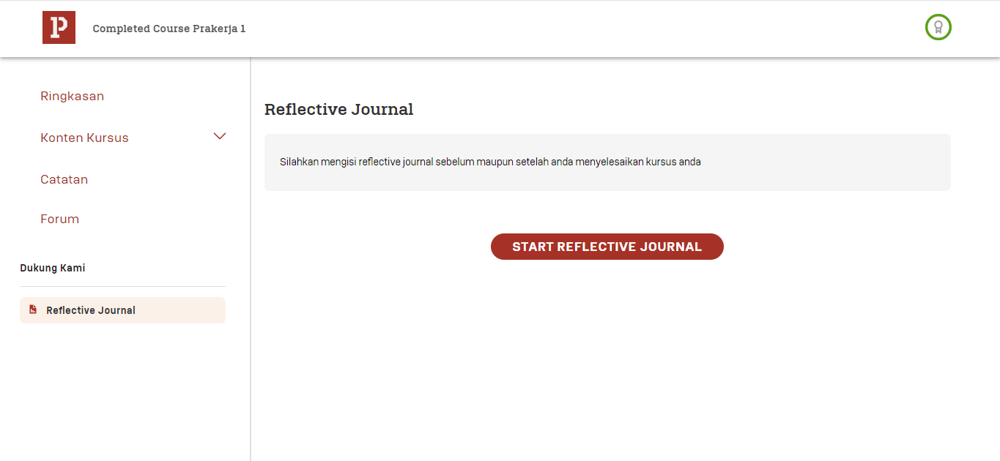 P
Completed Course Prakerja 1
Ringkasan
Konten Kursus
Catatan
Forum
Dukung Kami
Reflective Journal
Reflective Journal
Silahkan mengisi reflective journal sebelum maupun setelah anda menyelesaikan kursus anda
START REFLECTIVE JOURNAL